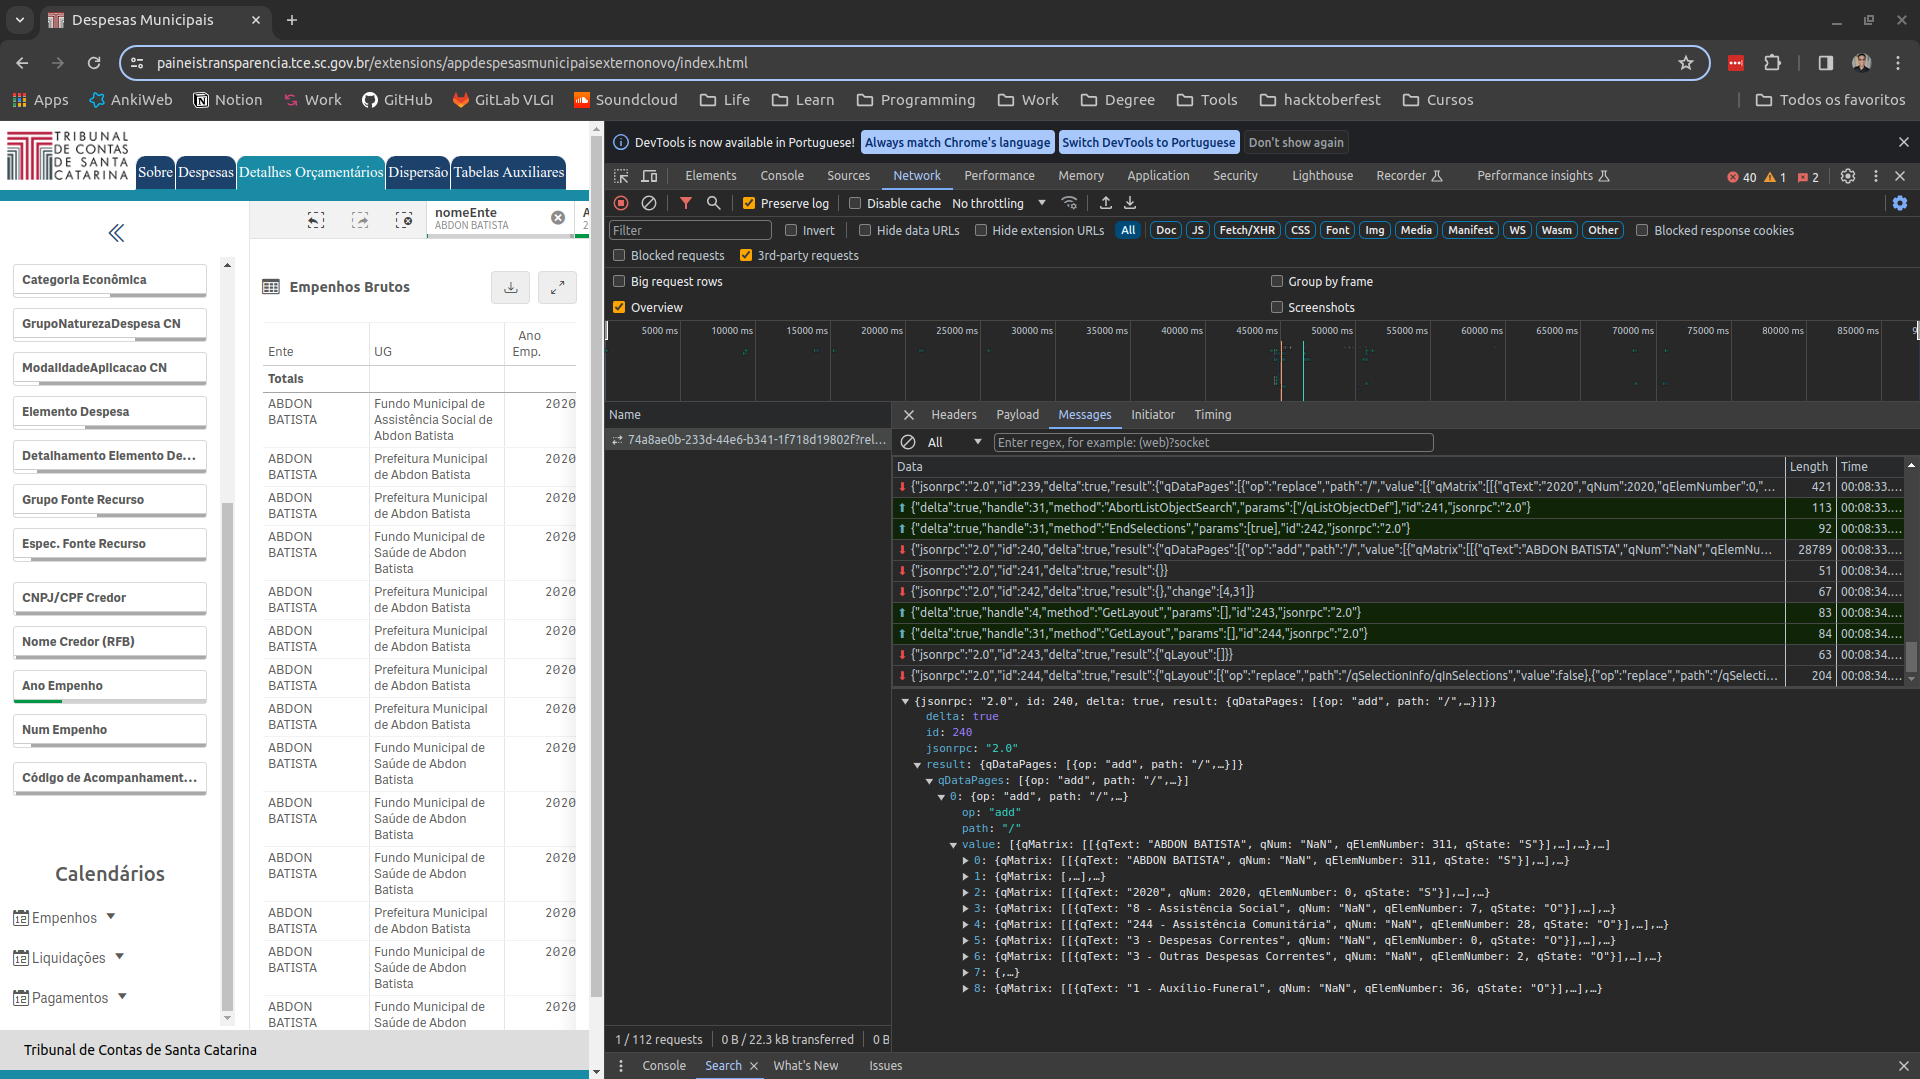 Despesas Municipais
paineistransparencia.tce.sc.gov.br/extensions/appdespesasmunicipaisexternonovo/index.html
Apps
AnkiWeb
Notion
Work
GitHub
GitLab VLGI
Soundcloud
Life
Learn
Programming
Work
Degree
Tools
hacktoberfest
Cursos
Todos os favoritos
TRIBUNAL
DE CONTAS
DE SANTA
CATARINA
Sobre
Despesas
Detalhes Orçamentários
Dispersão
Tabelas Auxiliares
nomeEnte
ABDON BATISTA
A
2
Categoria Econômica
GrupoNaturezaDespesa CN
ModalidadeAplicacao CN
Elemento Despesa
Detalhamento Elemento De...
Grupo Fonte Recurso
Espec. Fonte Recurso
CNPJ/CPF Credor
Nome Credor (RFB)
Ano Empenho
Num Empenho
Código de Acompanhament...
Calendários
12 Empenhos
12 Liquidações
12 Pagamentos
Empenhos Brutos
Ente UG Ano Emp.
Totais
ABDON BATISTA Fundo Municipal de Assistência Social de Abdon Batista 2020
ABDON BATISTA Prefeitura Municipal de Abdon Batista 2020
ABDON BATISTA Prefeitura Municipal de Abdon Batista 2020
ABDON BATISTA Fundo Municipal de Saúde de Abdon Batista 2020
ABDON BATISTA Prefeitura Municipal de Abdon Batista 2020
ABDON BATISTA Prefeitura Municipal de Abdon Batista 2020
ABDON BATISTA Prefeitura Municipal de Abdon Batista 2020
ABDON BATISTA Prefeitura Municipal de Abdon Batista 2020
ABDON BATISTA Fundo Municipal de Saúde de Abdon Batista 2020
ABDON BATISTA Fundo Municipal de Saúde de Abdon Batista 2020
ABDON BATISTA Fundo Municipal de Saúde de Abdon Batista 2020
ABDON BATISTA Prefeitura Municipal de Abdon Batista 2020
ABDON BATISTA Fundo Municipal de Saúde de Abdon Batista 2020
ABDON BATISTA Fundo Municipal de Saúde de Abdon 2020
Tribunal de Contas de Santa Catarina
DevTools is now available in Portuguese! Always match Chrome's language Switch DevTools to Portuguese Don't show again
Elements Console Sources Network Performance Memory Application Security Lighthouse Recorder Performance insights 40 1 2
Preserve log Disable cache No throttling
Filter Invert Hide data URLs Hide extension URLs All Doc JS Fetch/XHR CSS Font Img Media Manifest WS Wasm Other Blocked response cookies
Blocked requests 3rd-party requests
Big request rows Group by frame
Overview Screenshots
5000 ms 10000 ms 15000 ms 20000 ms 25000 ms 30000 ms 35000 ms 40000 ms 45000 ms 50000 ms 55000 ms 60000 ms 65000 ms 70000 ms 75000 ms 80000 ms 85000 ms 9
Name
74a8ae0b-233d-44e6-b341-1f718d19802f?rel...
Headers Payload Messages Initiator Timing
All Enter regex, for example: (web)?socket
Data Length Time
{"jsonrpc":"2.0","id":239,"delta":true,"result":{"qDataPages":[{"op":"replace","path":"/","value":[{"qMatrix":[[{"qText":"2020","qNum":2020,"qElemNumber":0,"... 421 00:08:33....
{"delta":true,"handle":31,"method":"AbortListObjectSearch","params":["/qListObjectDef"],"id":241,"jsonrpc":"2.0"} 113 00:08:33....
{"delta":true,"handle":31,"method":"EndSelections","params":[true],"id":242,"jsonrpc":"2.0"} 92 00:08:33....
{"jsonrpc":"2.0","id":240,"delta":true,"result":{"qDataPages":[{"op":"add","path":"/","value":[{"qMatrix":[[{"qText":"ABDON BATISTA","qNum":"NaN","qElemNu... 28789 00:08:33....
{"jsonrpc":"2.0","id":241,"delta":true,"result":{}} 51 00:08:34....
{"jsonrpc":"2.0","id":242,"delta":true,"result":{},"change":[4,31]} 67 00:08:34....
{"delta":true,"handle":4,"method":"GetLayout","params":[],"id":243,"jsonrpc":"2.0"} 83 00:08:34....
{"delta":true,"handle":31,"method":"GetLayout","params":[],"id":244,"jsonrpc":"2.0"} 84 00:08:34....
{"jsonrpc":"2.0","id":243,"delta":true,"result":{"qLayout":[]}} 63 00:08:34....
{"jsonrpc":"2.0","id":244,"delta":true,"result":{"qLayout":[{"op":"replace","path":"/qSelectionInfo/qInSelections","value":false},{"op":"replace","path":"/qSelecti... 204 00:08:34....
{jsonrpc: "2.0", id: 240, delta: true, result: {qDataPages: [{op: "add", path: "/",…}]}}
delta: true
id: 240
jsonrpc: "2.0"
result: {qDataPages: [{op: "add", path: "/",…}]}
qDataPages: [{op: "add", path: "/",…}]
0: {op: "add", path: "/",…}
op: "add"
path: "/"
value: [{qMatrix: [[{qText: "ABDON BATISTA", qNum: "NaN", qElemNumber: 311, qState: "S"}],…],…},…]
0: {qMatrix: [[{qText: "ABDON BATISTA", qNum: "NaN", qElemNumber: 311, qState: "S"}],…],…}
1: {qMatrix: [,…],…}
2: {qMatrix: [[{qText: "2020", qNum: 2020, qElemNumber: 0, qState: "S"}],…],…}
3: {qMatrix: [[{qText: "8 - Assistência Social", qNum: "NaN", qElemNumber: 7, qState: "O"}],…],…}
4: {qMatrix: [[{qText: "244 - Assistência Comunitária", qNum: "NaN", qElemNumber: 28, qState: "O"}],…],…}
5: {qMatrix: [[{qText: "3 - Despesas Correntes", qNum: "NaN", qElemNumber: 0, qState: "O"}],…],…}
6: {qMatrix: [[{qText: "3 - Outras Despesas Correntes", qNum: "NaN", qElemNumber: 2, qState: "O"}],…],…}
7: {,…}
8: {qMatrix: [[{qText: "1 - Auxílio-Funeral", qNum: "NaN", qElemNumber: 36, qState: "O"}],…],…}
1 / 112 requests 0 B / 22.3 kB transferred 0 B
Console Search What's New Issues